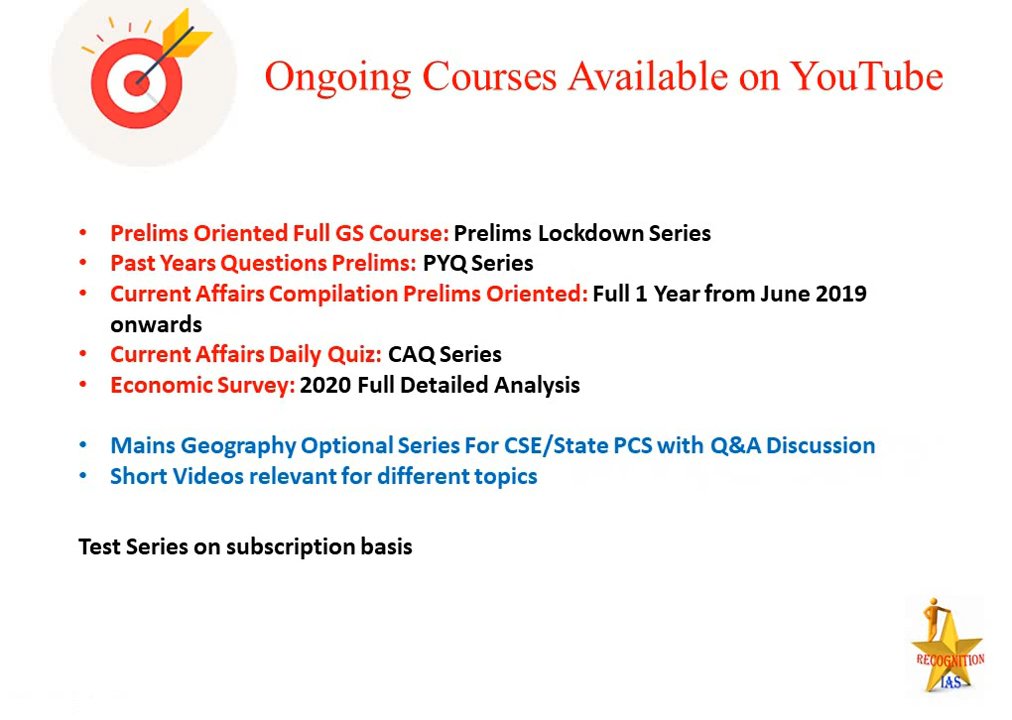 Ongoing Courses Available on YouTube
• Prelims Oriented Full GS Course: Prelims Lockdown Series
• Past Years Questions Prelims: PYQ Series
• Current Affairs Compilation Prelims Oriented: Full 1 Year from June 2019
onwards
• Current Affairs Daily Quiz: CAQ Series
• Economic Survey: 2020 Full Detailed Analysis
• Mains Geography Optional Series For CSE/State PCS with Q&A Discussion
• Short Videos relevant for different topics
Test Series on subscription basis
RECOGNITION
IAS